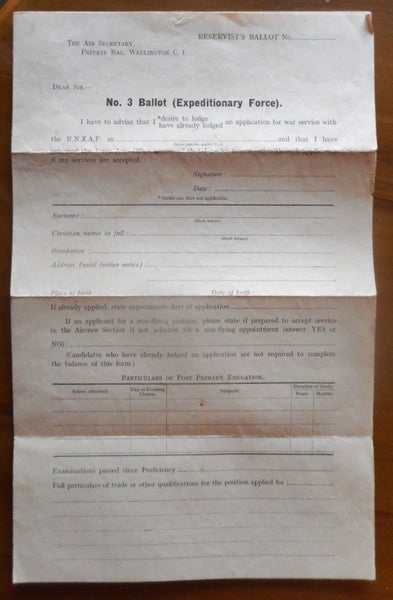 RESERVIST'S BALLOT No.
THE AIR SECRETARY,
PRIVATE BAG, WELLINGTON C. 1.
DEAR SIR,—
No. 3 Ballot (Expeditionary Force).
I have to advise that I *desire to lodge / have already lodged an application for war service with
the R.N.Z.A.F. as and that I have
if my services are accepted.
Signature :
Date :
* Strike out that not applicable.
Surname :
(Block letters.)
Christian names in full :
(Block letters.)
Occupation
Address (until further notice) :
Place of birth Date of birth :
If already applied, state approximate date of application
If an applicant for a non-flying position, please state if prepared to accept service
in the Aircrew Section if not selected for a non-flying appointment (answer YES or
NO) :
(Candidates who have already lodged an application are not required to complete
the balance of this form.)
PARTICULARS OF POST PRIMARY EDUCATION.
School attended. Day or Evening Classes. Subjects. Duration of Study. Years. Months.
Examinations passed since Proficiency :
Full particulars of trade or other qualifications for the position applied for :